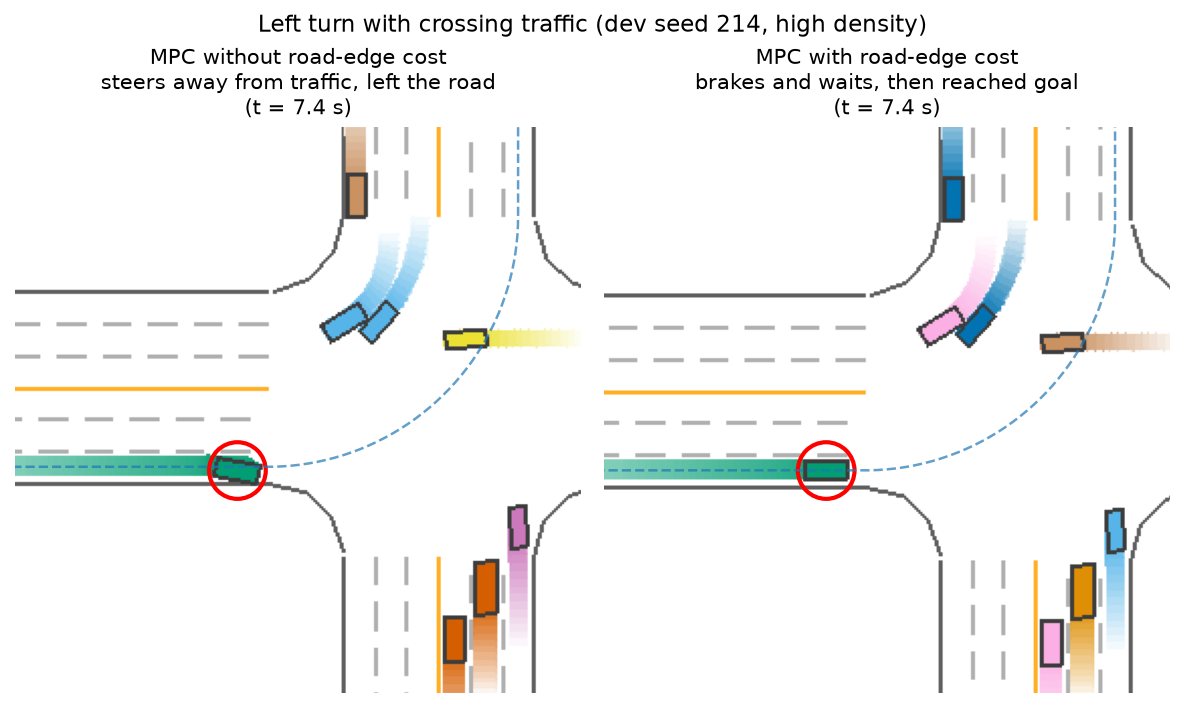 Left turn with crossing traffic (dev seed 214, high density)
MPC without road-edge cost
steers away from traffic, left the road
(t = 7.4 s)
MPC with road-edge cost
brakes and waits, then reached goal
(t = 7.4 s)